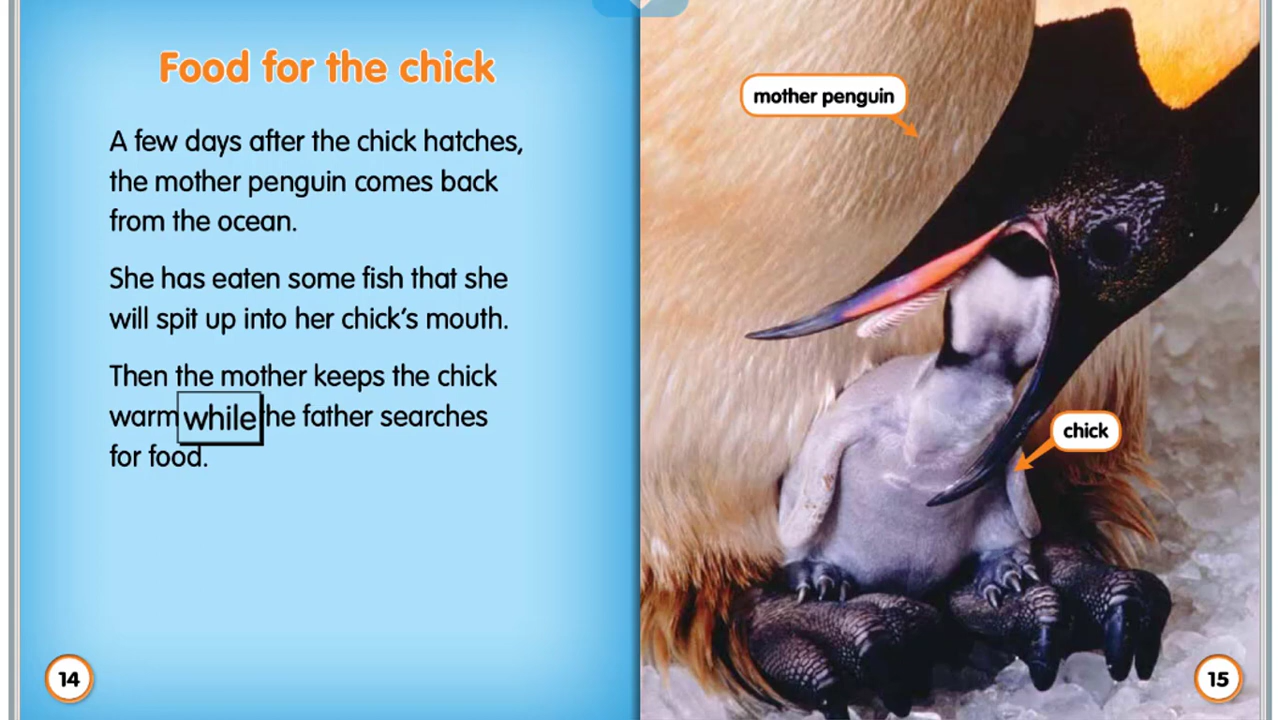 Food for the chick
A few days after the chick hatches,
the mother penguin comes back
from the ocean.
She has eaten some fish that she
will spit up into her chick's mouth.
Then the mother keeps the chick
warm while the father searches
for food.
14
mother penguin
chick
15